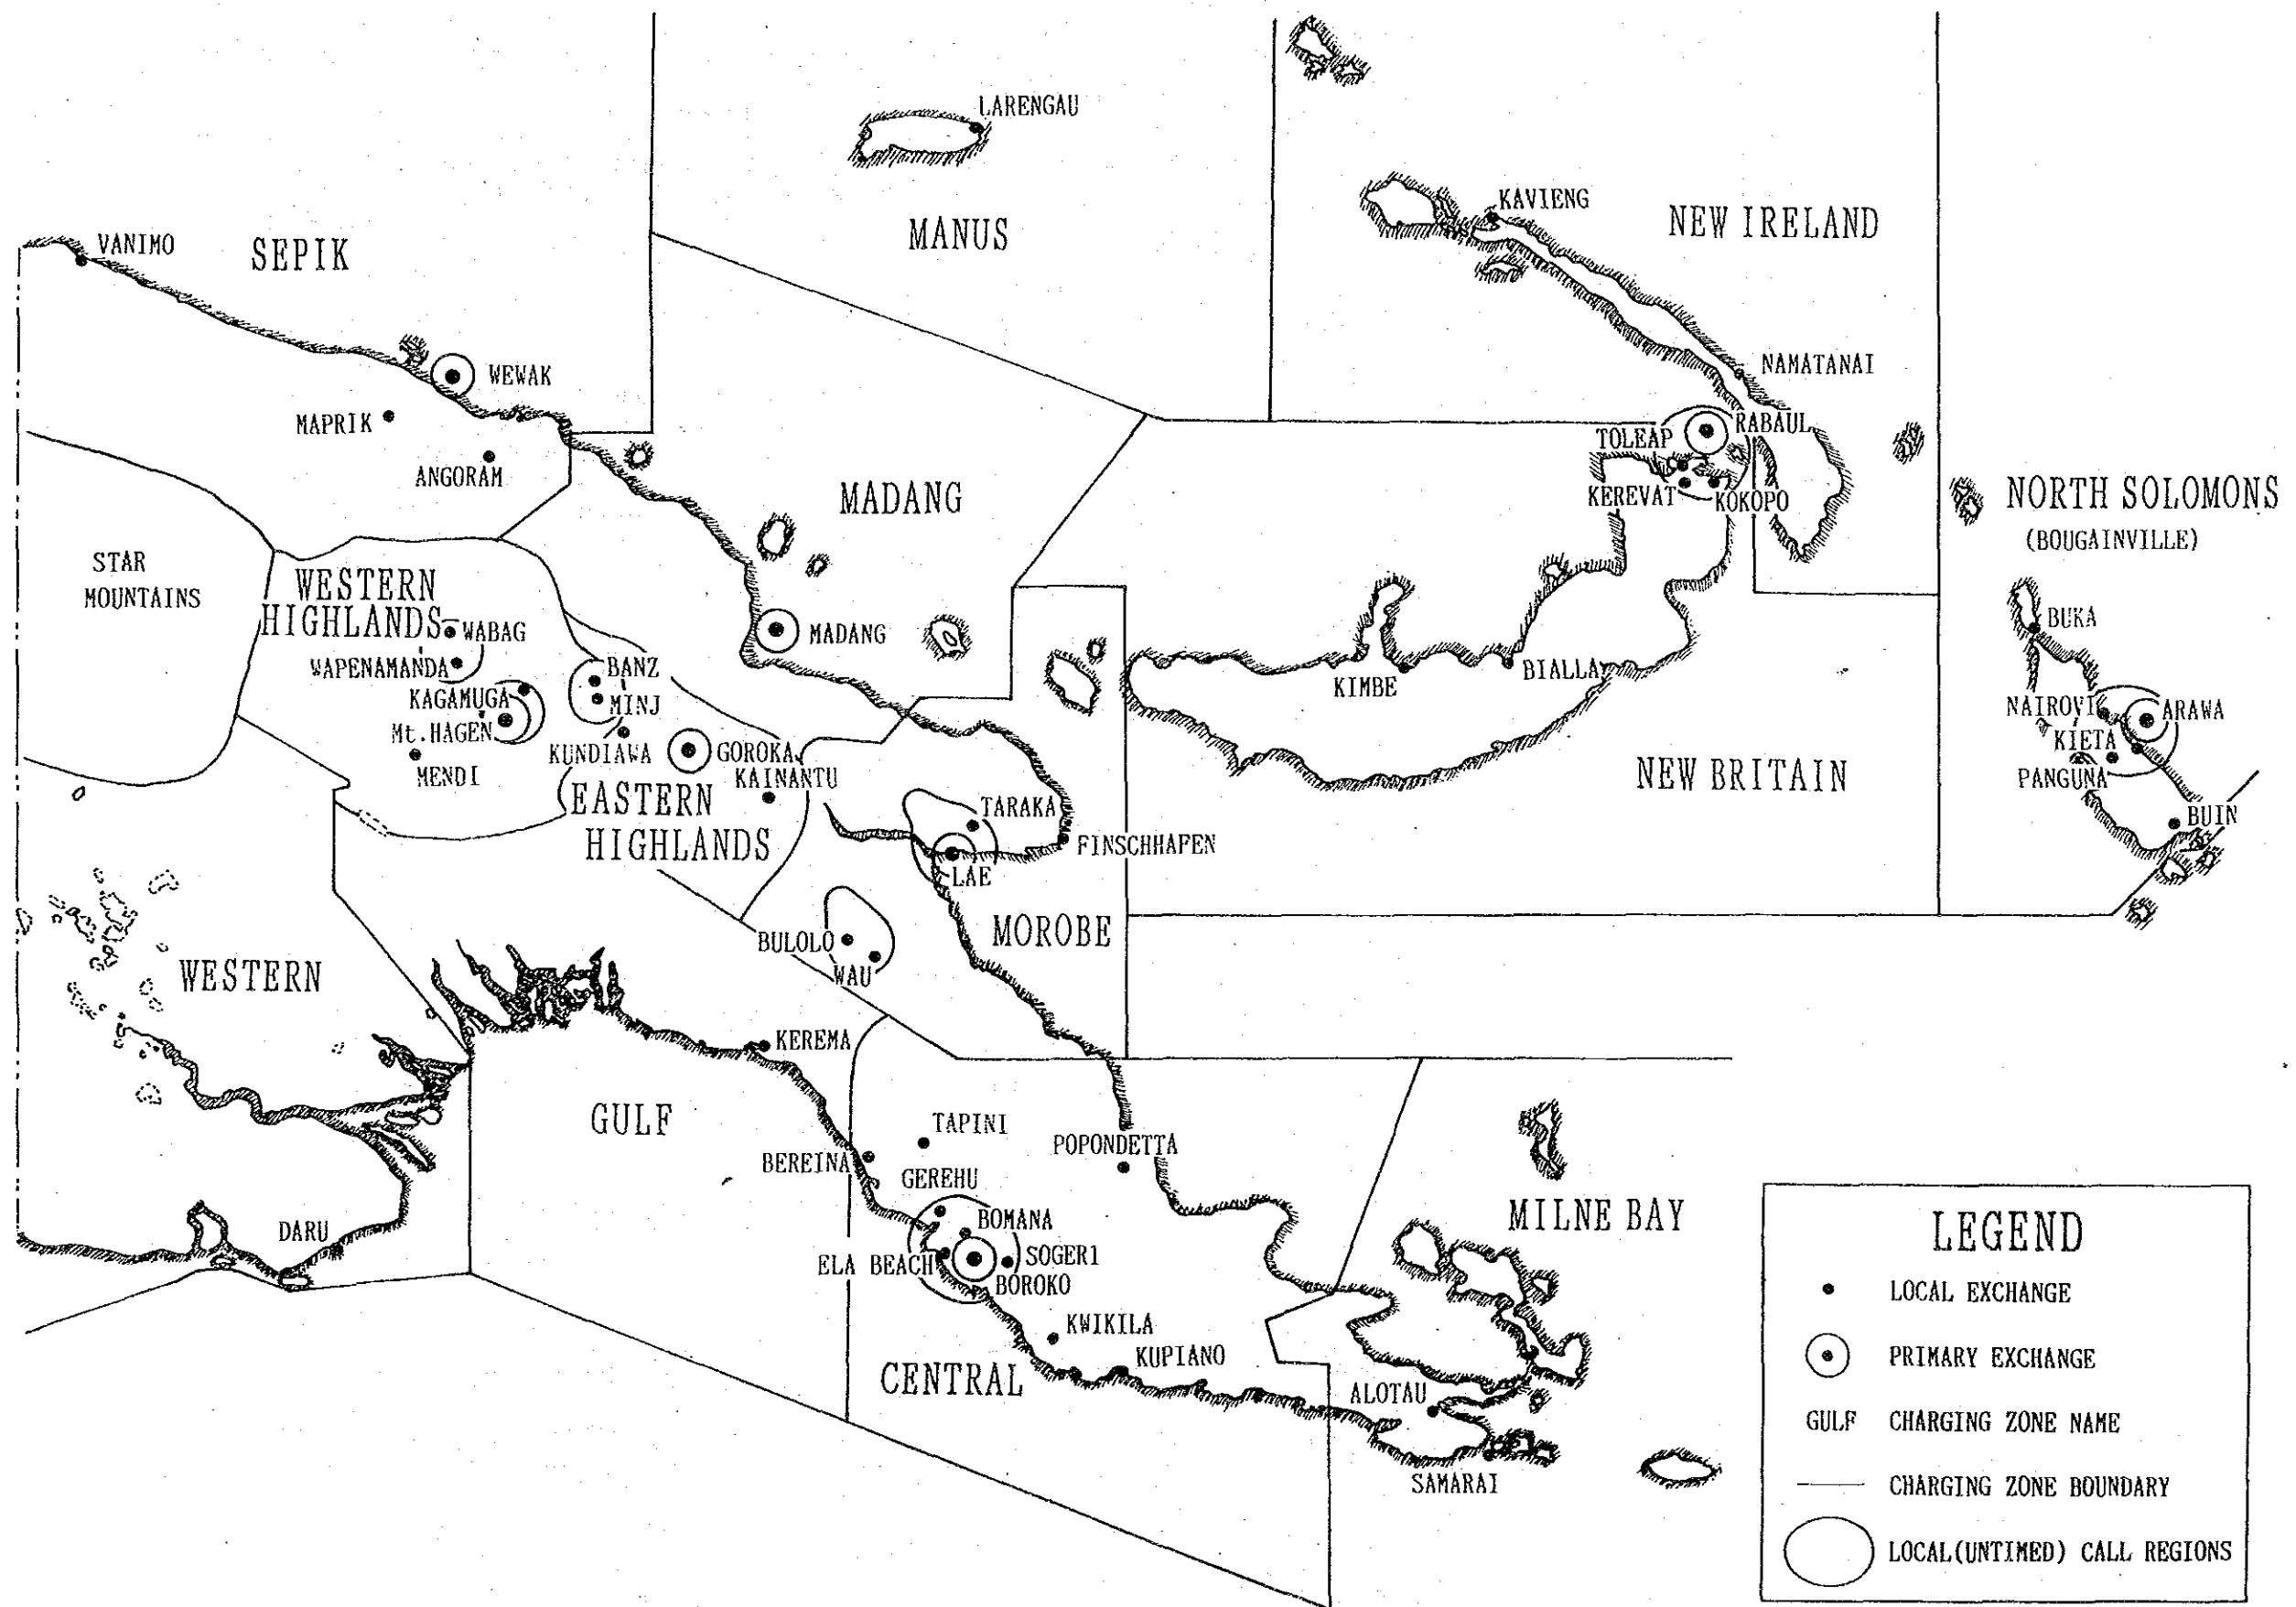 LARENGAU
KAVIENG
NEW IRELAND
MANUS
VANIMO
SEPIK
NAMATANAI
WEWAK
MAPRIK
RABAUL
TOLEAP
ANGORAM
KEREVAT
KOKOPO
MADANG
NORTH SOLOMONS
(BOUGAINVILLE)
STAR
MOUNTAINS
WESTERN
HIGHLANDS
WABAG
MADANG
BUKA
WAPENAMANDA
BANZ
BIALLA
KIMBE
KAGAMUGA
MINJ
NAIROVI
ARAWA
Mt.HAGEN
KUNDIAWA
GOROKA
KIETA
MENDI
KAINANTU
PANGUNA
NEW BRITAIN
EASTERN
HIGHLANDS
TARAKA
BUIN
FINSCHHAFEN
LAE
MOROBE
BULOLO
WAU
WESTERN
KEREMA
GULF
TAPINI
POPONDETTA
BEREINA
GEREHU
BOMANA
MILNE BAY
DARU
SOGER1
ELA BEACH
BOROKO
KWIKILA
KUPIANO
CENTRAL
ALOTAU
SAMARAI
LEGEND
LOCAL EXCHANGE
PRIMARY EXCHANGE
GULF CHARGING ZONE NAME
CHARGING ZONE BOUNDARY
LOCAL(UNTIMED) CALL REGIONS